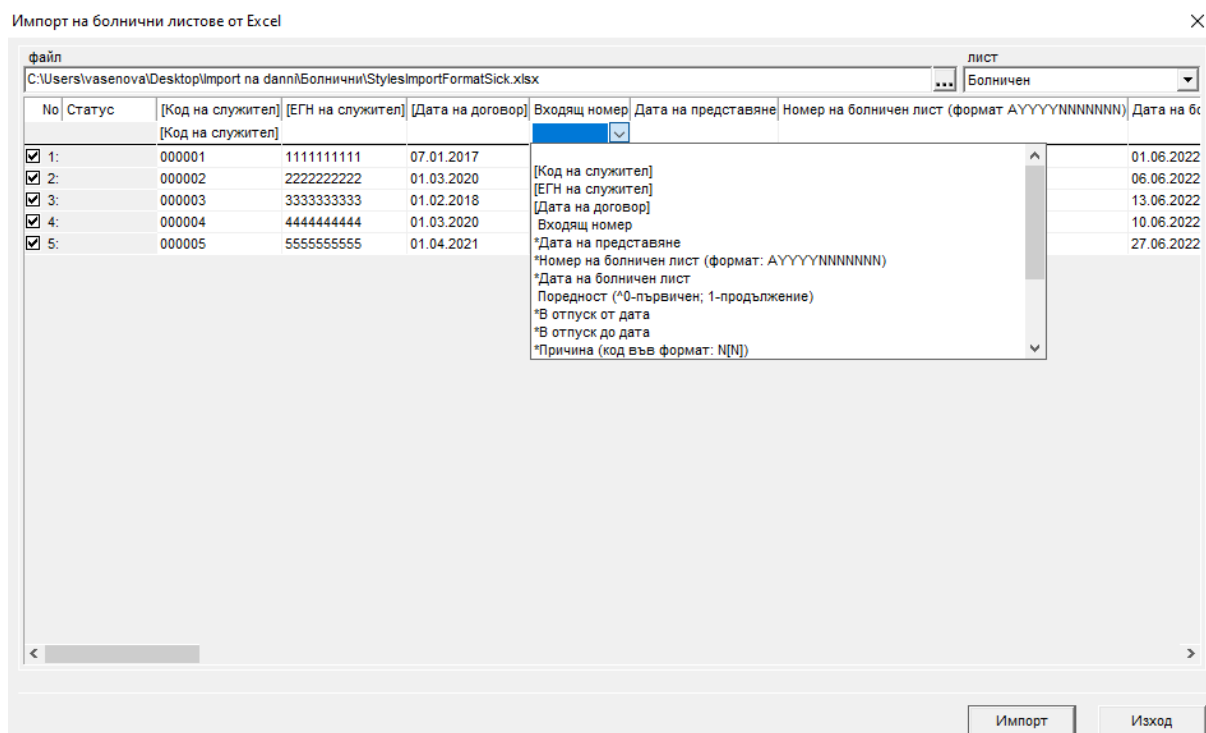 Импорт на болнични листове от Excel
файл
лист
C:\Users\vasenova\Desktop\Import na danni\Болнични\StylesImportFormatSick.xlsx ... Болничен
No Статус [Код на служител] [ЕГН на служител] [Дата на договор] Входящ номер Дата на представяне Номер на болничен лист (формат AYYYYNNNNNNN) Дата на бо
[Код на служител]
1: 000001 1111111111 07.01.2017 01.06.2022
2: 000002 2222222222 01.03.2020 06.06.2022
3: 000003 3333333333 01.02.2018 13.06.2022
4: 000004 4444444444 01.03.2020 10.06.2022
5: 000005 5555555555 01.04.2021 27.06.2022
[Код на служител]
[ЕГН на служител]
[Дата на договор]
Входящ номер
*Дата на представяне
*Номер на болничен лист (формат: AYYYYNNNNNNN)
*Дата на болничен лист
Поредност (^0-първичен; 1-продължение)
*В отпуск от дата
*В отпуск до дата
*Причина (код във формат: N[N])
Импорт
Изход